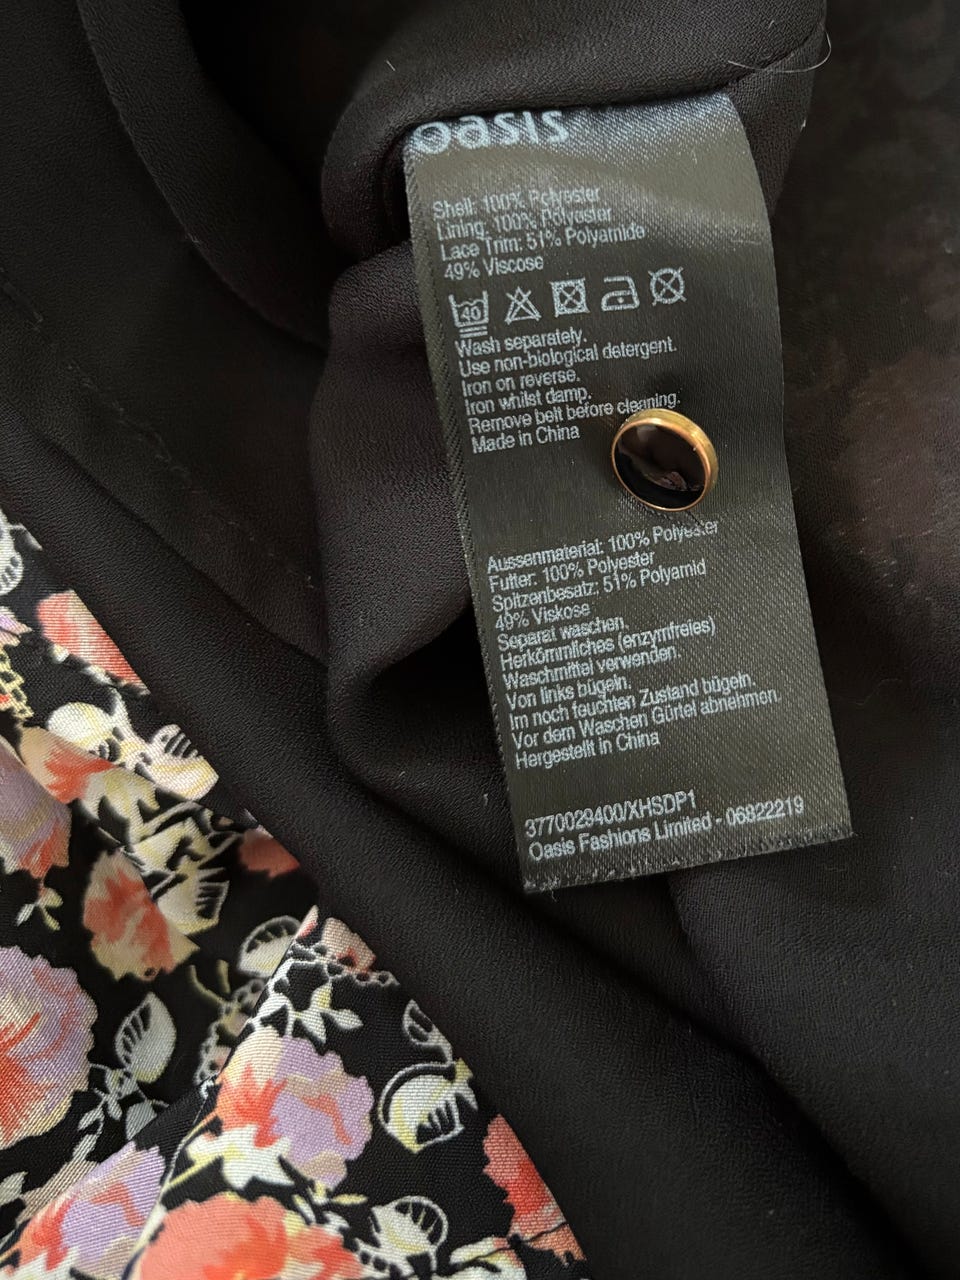 oasis
Shell: 100% Polyester
Lining: 100% Polyester
Lace Trim: 51% Polyamide
49% Viscose
40
Wash separately.
Use non-biological detergent.
Iron on reverse.
Iron whilst damp.
Remove belt before cleaning.
Made in China
Aussenmaterial: 100% Polyester
Futter: 100% Polyester
Spitzenbesatz: 51% Polyamid
49% Viskose
Separat waschen.
Herkömmliches (enzymfreies)
Waschmittel verwenden.
Von links bügeln.
Im noch feuchten Zustand bügeln.
Vor dem Waschen Gürtel abnehmen.
Hergestellt in China
3770029400/XHSDP1
Oasis Fashions Limited - 06822219